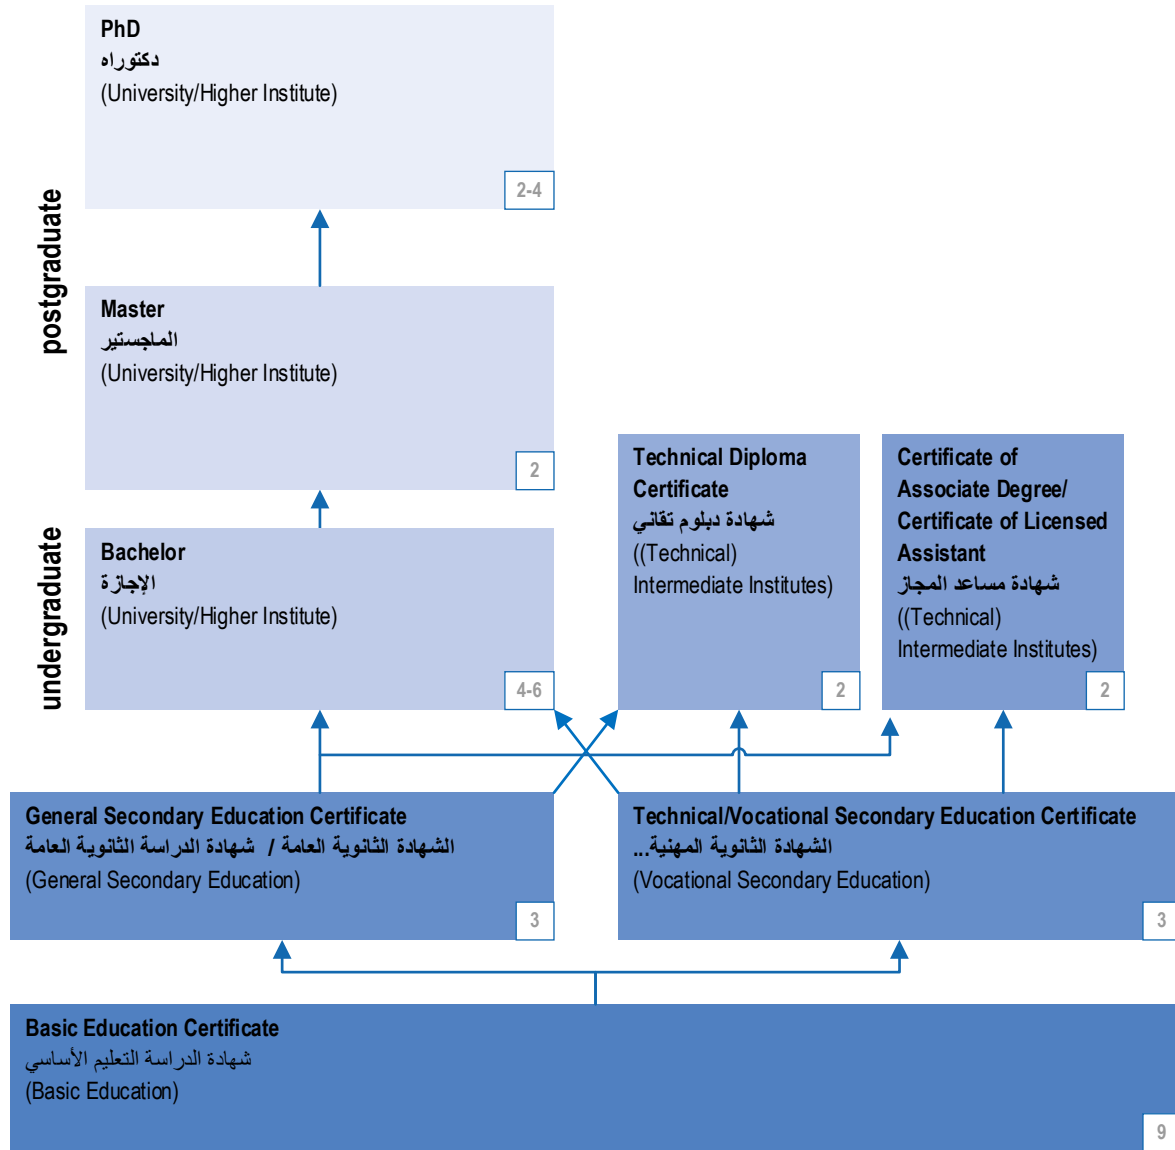 PhD
دكتوراه
(University/Higher Institute)
2-4
postgraduate
Master
الماجستير
(University/Higher Institute)
2
undergraduate
Bachelor
الإجازة
(University/Higher Institute)
4-6
Technical Diploma
Certificate
شهادة دبلوم تقاني
((Technical)
Intermediate Institutes)
2
Certificate of
Associate Degree/
Certificate of Licensed
Assistant
شهادة مساعد المجاز
((Technical)
Intermediate Institutes)
2
General Secondary Education Certificate
الشهادة الثانوية العامة / شهادة الدراسة الثانوية العامة
(General Secondary Education)
3
Technical/Vocational Secondary Education Certificate
الشهادة الثانوية المهنية...
(Vocational Secondary Education)
3
Basic Education Certificate
شهادة الدراسة التعليم الأساسي
(Basic Education)
9